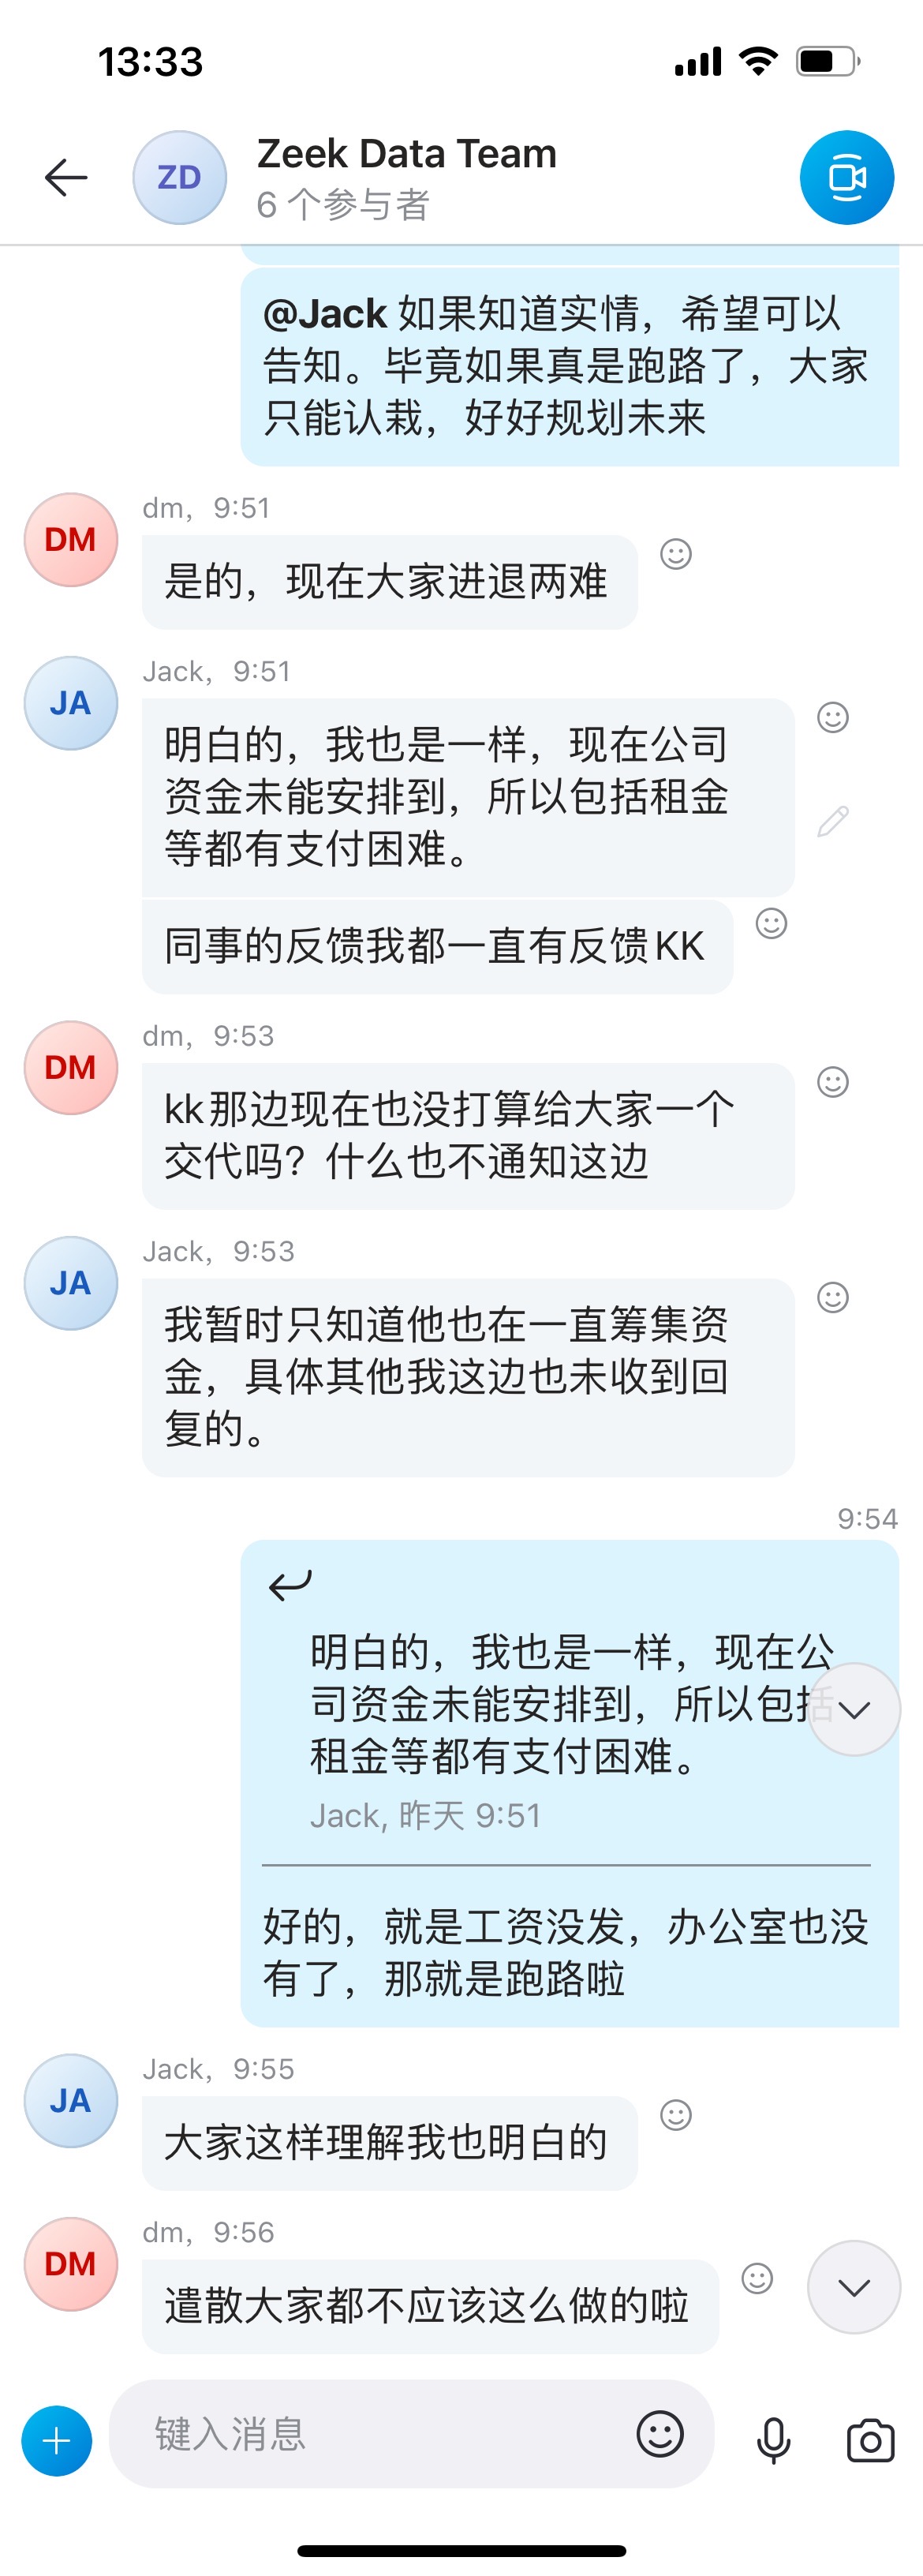 13:33
ZD
Zeek Data Team
6 个参与者
@Jack 如果知道实情，希望可以
告知。毕竟如果真是跑路了，大家
只能认栽，好好规划未来
DM
dm，9:51
是的，现在大家进退两难
JA
Jack，9:51
明白的，我也是一样，现在公司
资金未能安排到，所以包括租金
等都有支付困难。
同事的反馈我都一直有反馈KK
DM
dm，9:53
kk那边现在也没打算给大家一个
交代吗？什么也不通知这边
JA
Jack，9:53
我暂时只知道他也在一直筹集资
金，具体其他我这边也未收到回
复的。
9:54
明白的，我也是一样，现在公
司资金未能安排到，所以包括
租金等都有支付困难。
Jack, 昨天 9:51
好的，就是工资没发，办公室也没
有了，那就是跑路啦
JA
Jack，9:55
大家这样理解我也明白的
DM
dm，9:56
遣散大家都不应该这么做的啦
键入消息